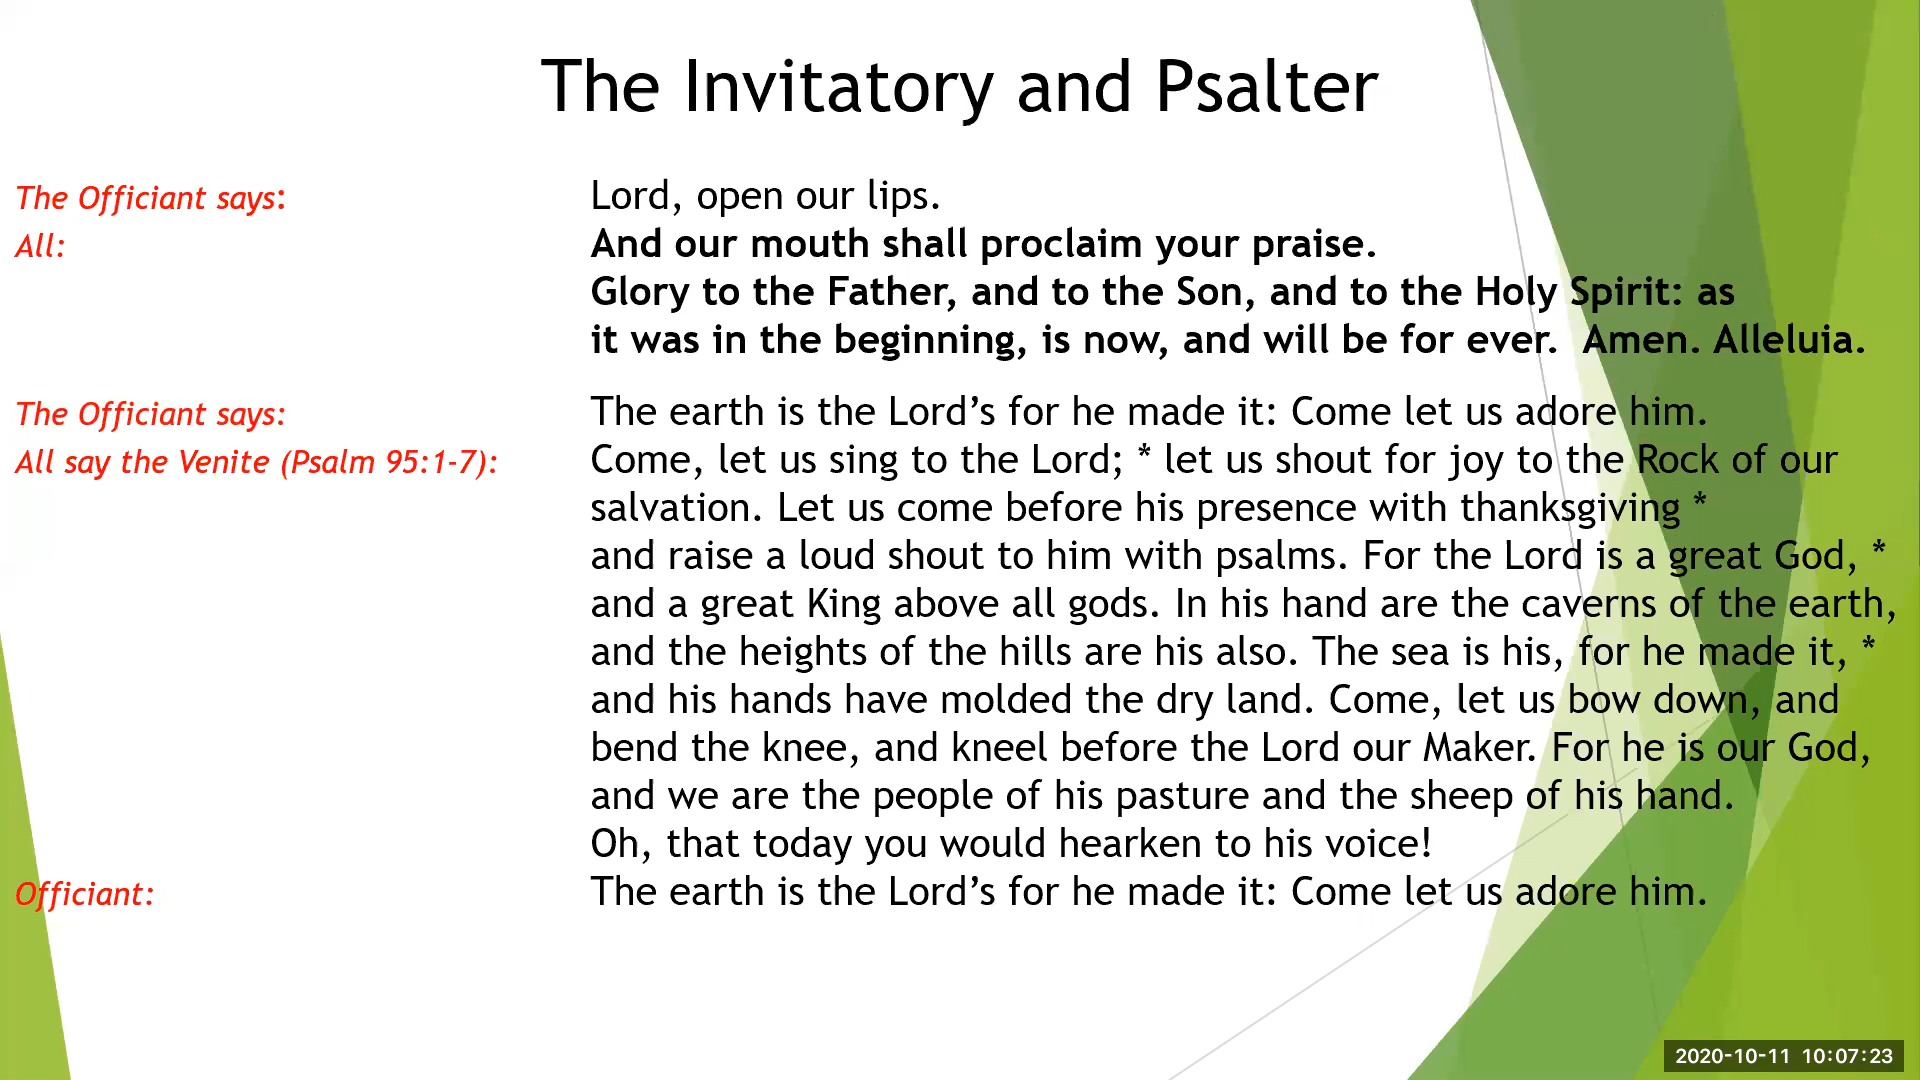 The Invitatory and Psalter
The Officiant says: Lord, open our lips.
All: And our mouth shall proclaim your praise.
Glory to the Father, and to the Son, and to the Holy Spirit: as
it was in the beginning, is now, and will be for ever.  Amen. Alleluia.
The Officiant says: The earth is the Lord’s for he made it: Come let us adore him.
All say the Venite (Psalm 95:1-7): Come, let us sing to the Lord; * let us shout for joy to the Rock of our
salvation. Let us come before his presence with thanksgiving *
and raise a loud shout to him with psalms. For the Lord is a great God, *
and a great King above all gods. In his hand are the caverns of the earth,
and the heights of the hills are his also. The sea is his, for he made it, *
and his hands have molded the dry land. Come, let us bow down, and
bend the knee, and kneel before the Lord our Maker. For he is our God,
and we are the people of his pasture and the sheep of his hand.
Oh, that today you would hearken to his voice!
Officiant: The earth is the Lord’s for he made it: Come let us adore him.
2020-10-11 10:07:23